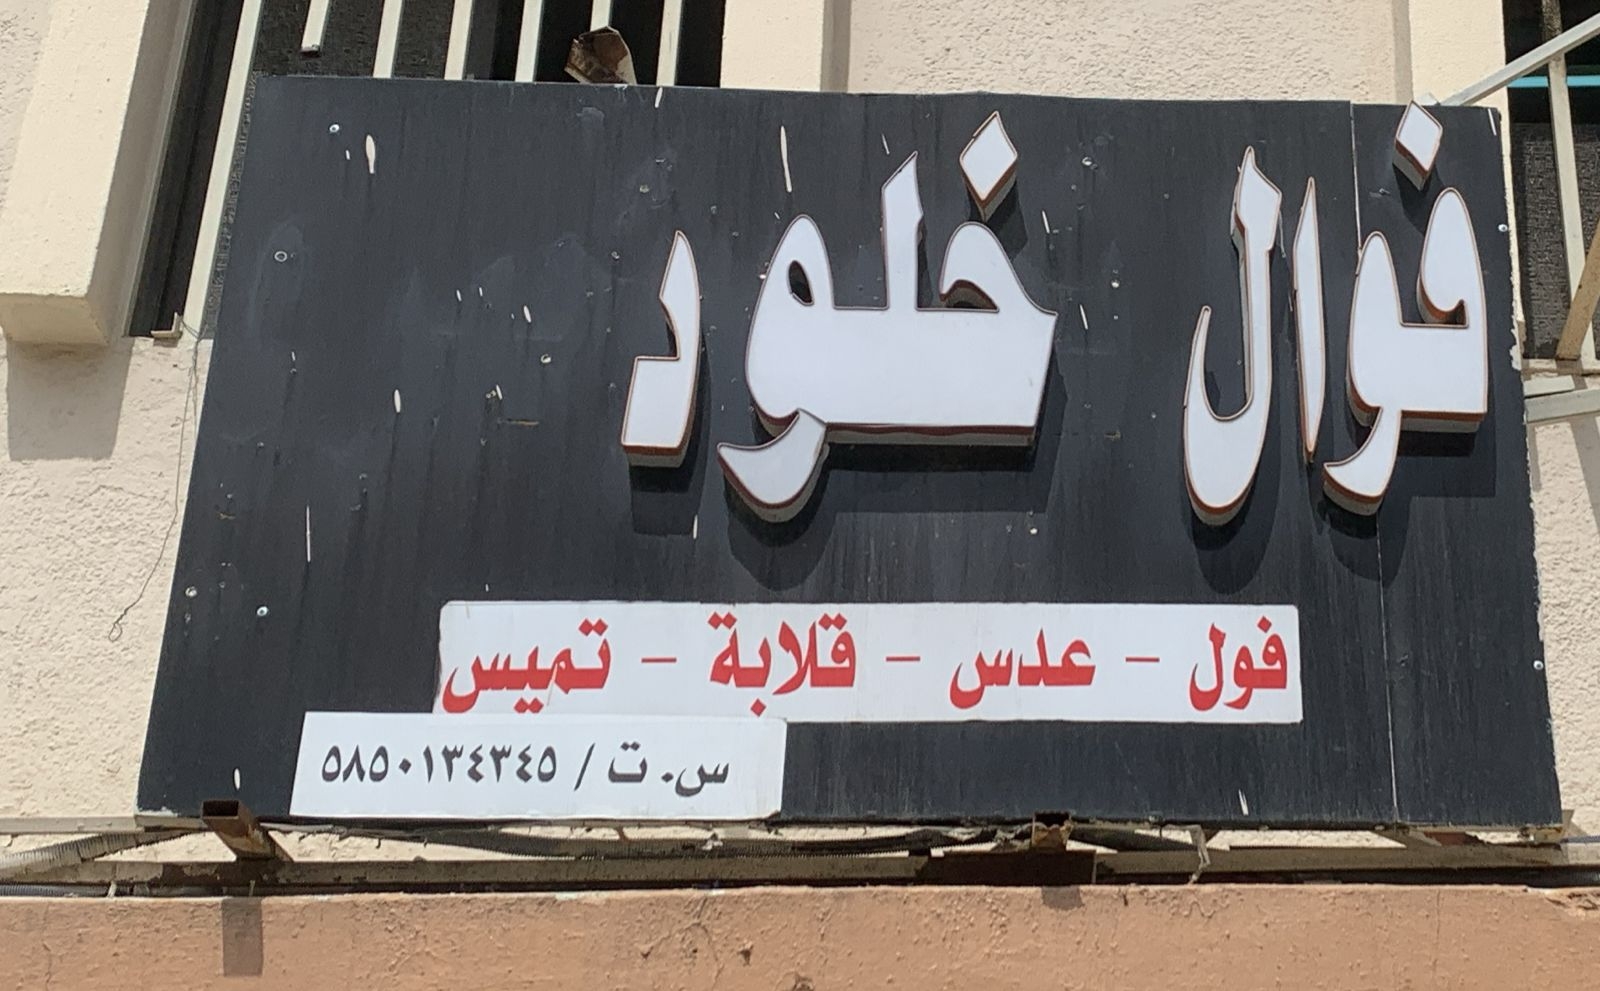 فوال خلود
فول - عدس - قلابة - تميس
س.ت / ٥٨٥٠١٣٤٣٤٥